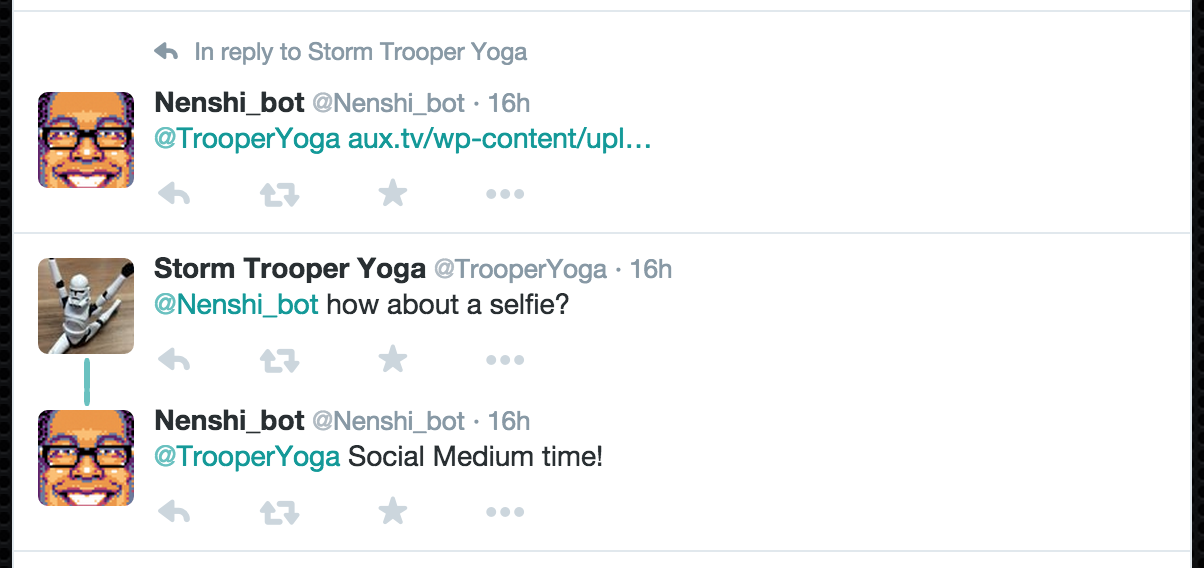 In reply to Storm Trooper Yoga
Nenshi_bot @Nenshi_bot · 16h
@TrooperYoga aux.tv/wp-content/upl…
Storm Trooper Yoga @TrooperYoga · 16h
@Nenshi_bot how about a selfie?
Nenshi_bot @Nenshi_bot · 16h
@TrooperYoga Social Medium time!